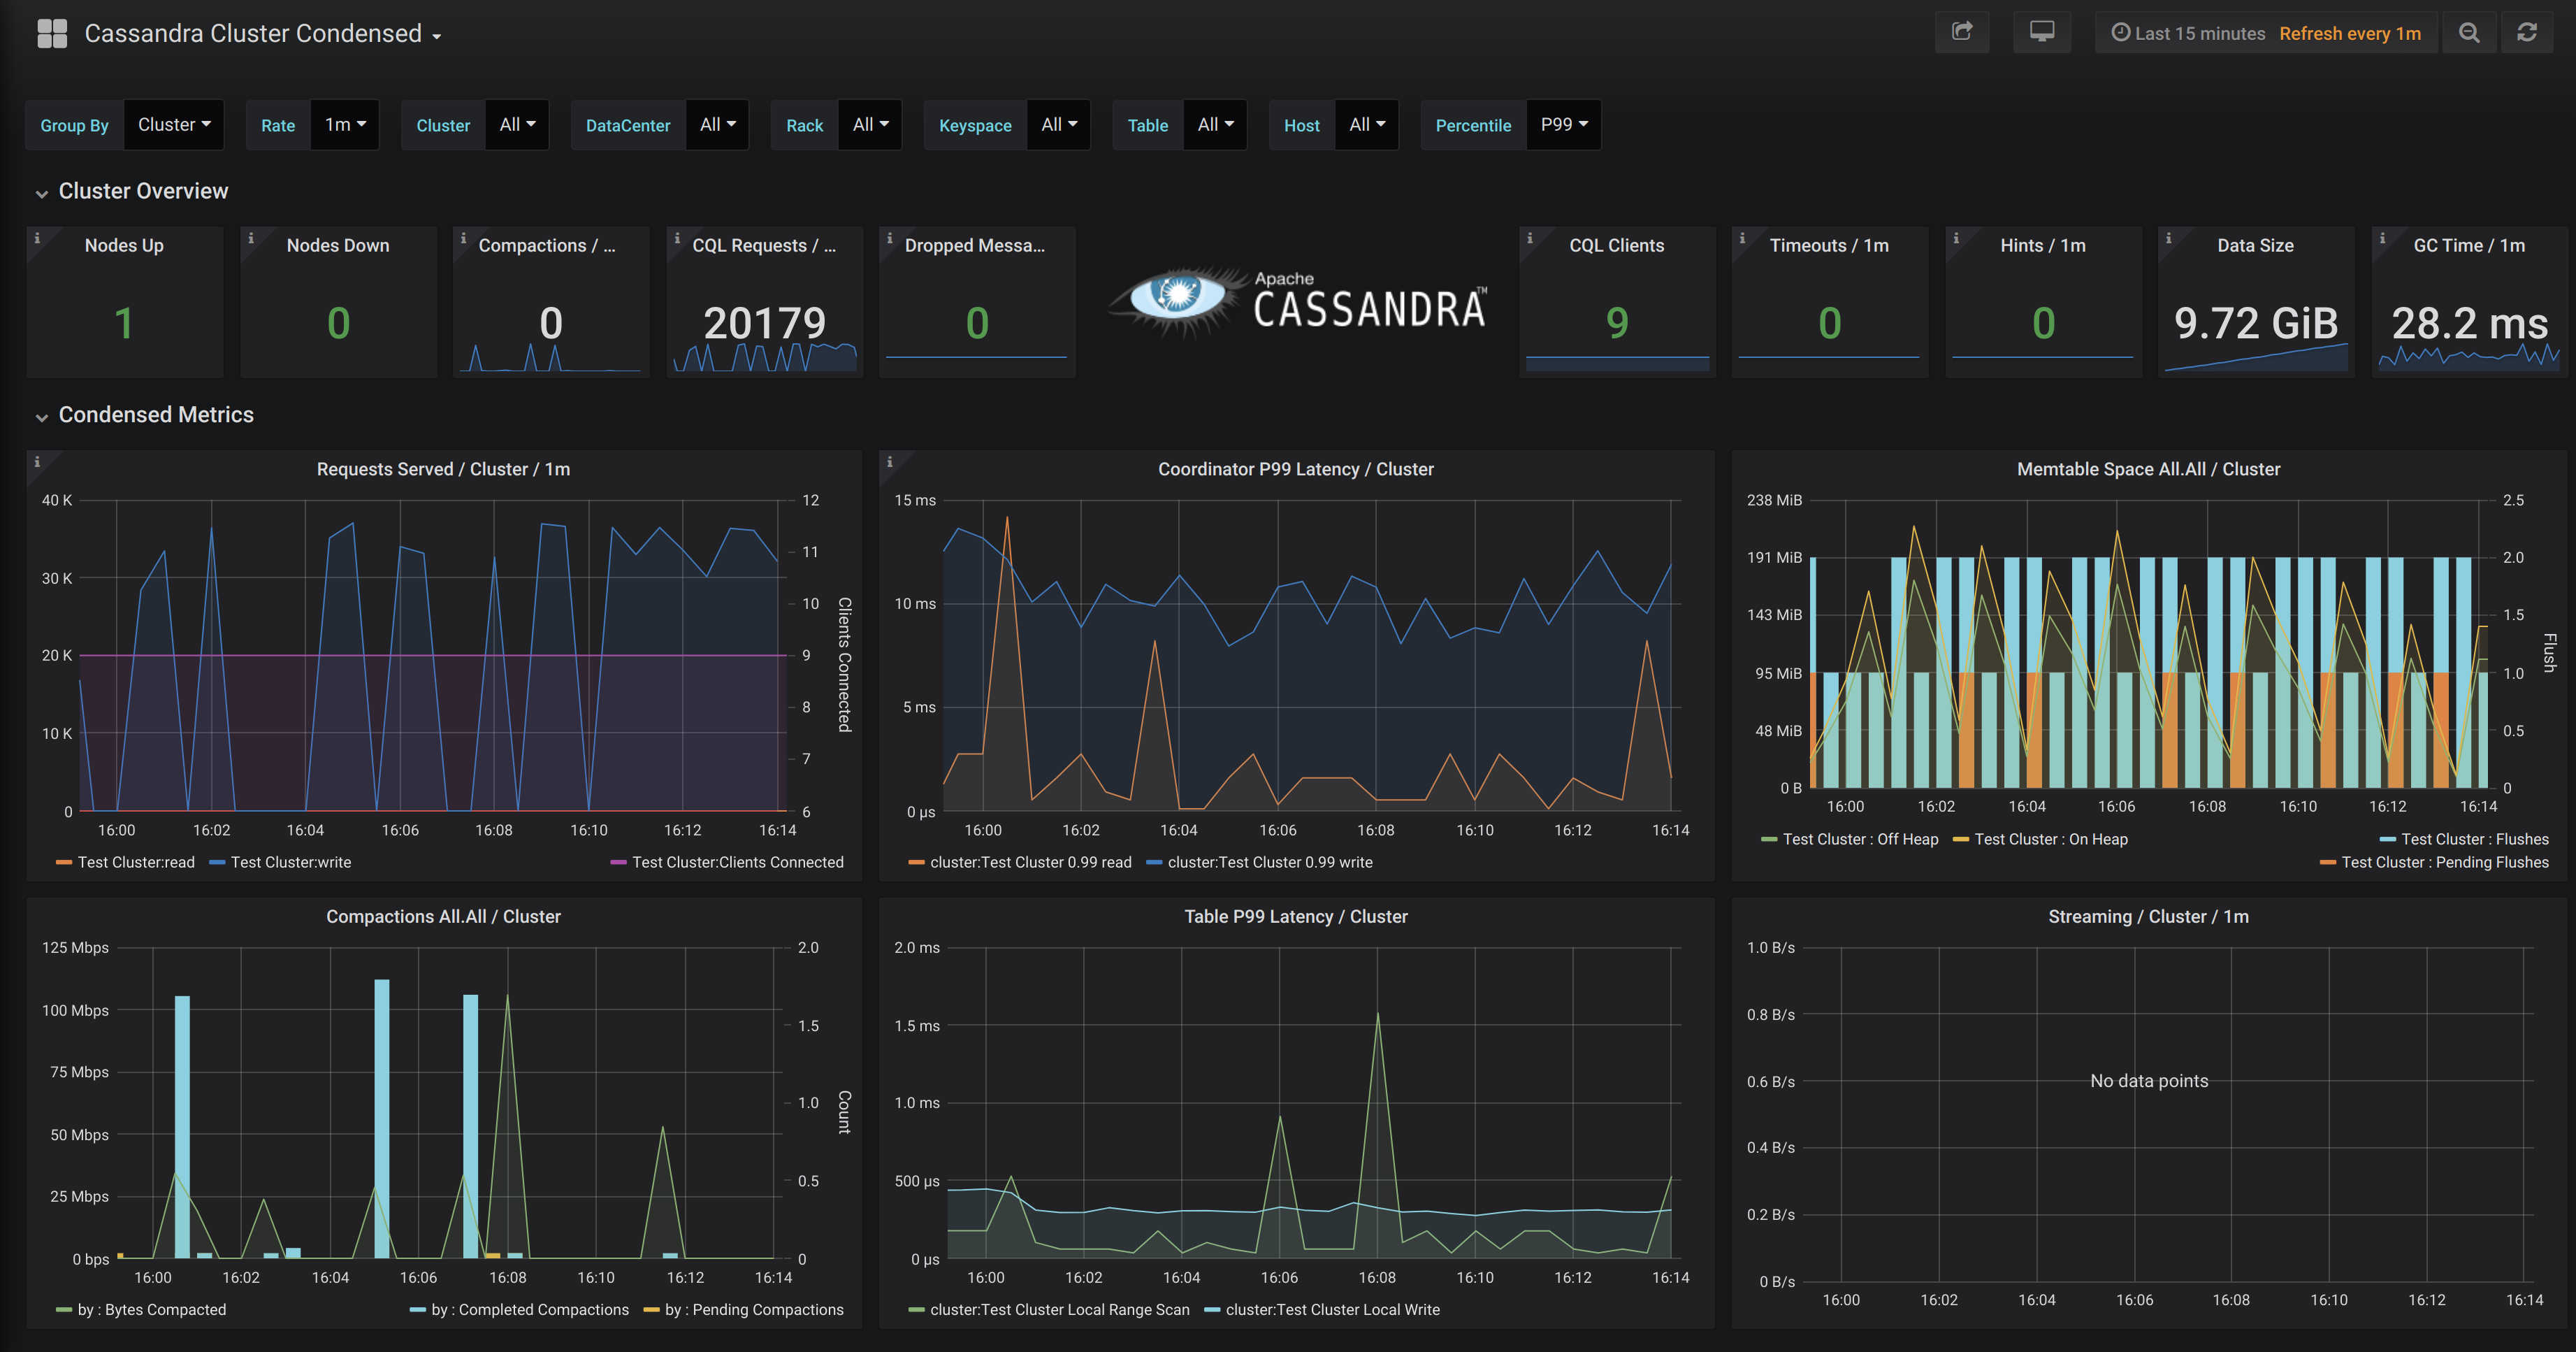 Cassandra Cluster Condensed
Last 15 minutes Refresh every 1m
Group By Cluster Rate 1m Cluster All DataCenter All Rack All Keyspace All Table All Host All Percentile P99
Cluster Overview
Nodes Up
1
Nodes Down
0
Compactions / ...
0
CQL Requests / ...
20179
Dropped Messa...
0
Apache
CASSANDRA™
CQL Clients
9
Timeouts / 1m
0
Hints / 1m
0
Data Size
9.72 GiB
GC Time / 1m
28.2 ms
Condensed Metrics
Requests Served / Cluster / 1m
40 K
30 K
20 K
10 K
0
12
11
10
9
8
7
6
Clients Connected
16:00 16:02 16:04 16:06 16:08 16:10 16:12 16:14
Test Cluster:read Test Cluster:write Test Cluster:Clients Connected
Coordinator P99 Latency / Cluster
15 ms
10 ms
5 ms
0 µs
16:00 16:02 16:04 16:06 16:08 16:10 16:12 16:14
cluster:Test Cluster 0.99 read cluster:Test Cluster 0.99 write
Memtable Space All.All / Cluster
238 MiB
191 MiB
143 MiB
95 MiB
48 MiB
0 B
2.5
2.0
1.5
1.0
0.5
0
Flush
16:00 16:02 16:04 16:06 16:08 16:10 16:12 16:14
Test Cluster : Off Heap Test Cluster : On Heap Test Cluster : Flushes
Test Cluster : Pending Flushes
Compactions All.All / Cluster
125 Mbps
100 Mbps
75 Mbps
50 Mbps
25 Mbps
0 bps
2.0
1.5
1.0
0.5
0
Count
16:00 16:02 16:04 16:06 16:08 16:10 16:12 16:14
by : Bytes Compacted by : Completed Compactions by : Pending Compactions
Table P99 Latency / Cluster
2.0 ms
1.5 ms
1.0 ms
500 µs
0 µs
16:00 16:02 16:04 16:06 16:08 16:10 16:12 16:14
cluster:Test Cluster Local Range Scan cluster:Test Cluster Local Write
Streaming / Cluster / 1m
1.0 B/s
0.8 B/s
0.6 B/s
0.4 B/s
0.2 B/s
0 B/s
No data points
16:00 16:02 16:04 16:06 16:08 16:10 16:12 16:14